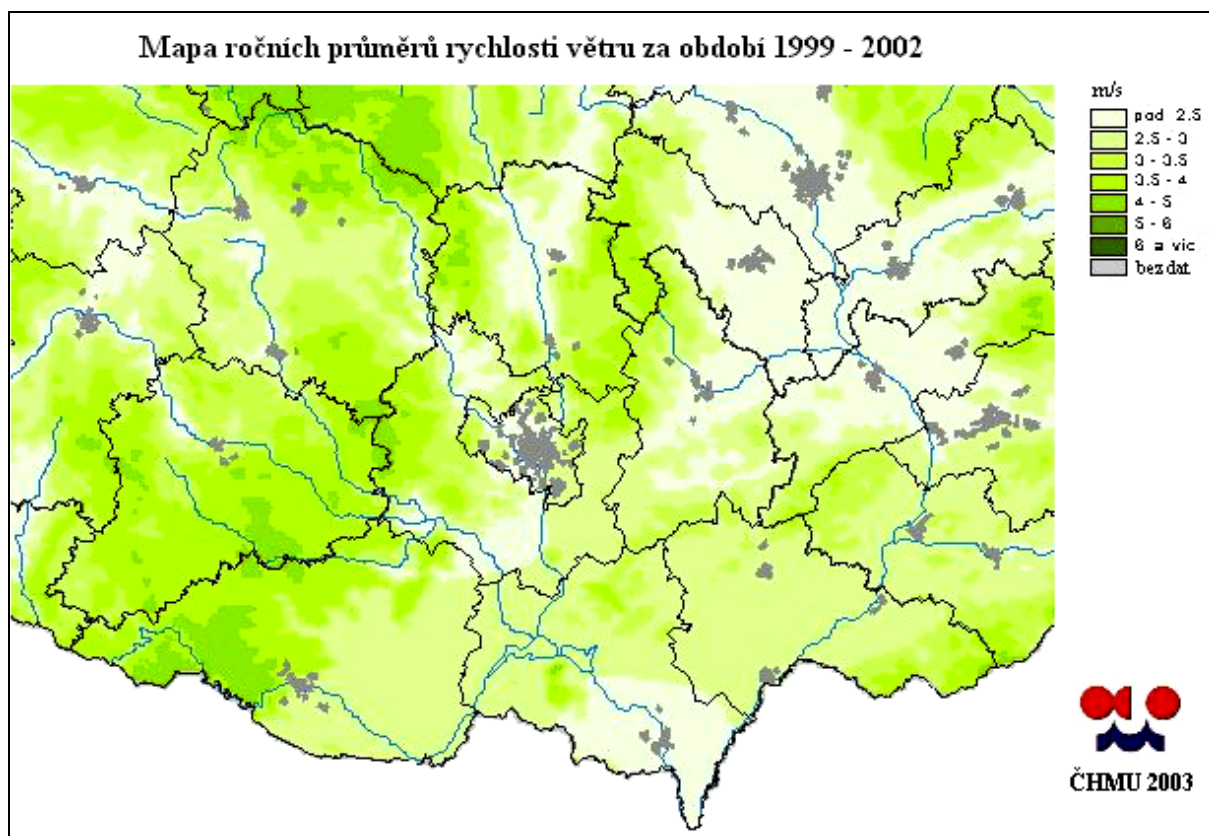 Mapa ročních průměrů rychlosti větru za období 1999 - 2002
m/s
pod 2.5
2.5 - 3
3 - 3.5
3.5 - 4
4 - 5
5 - 6
6 a víc
bez dat
ČHMU 2003